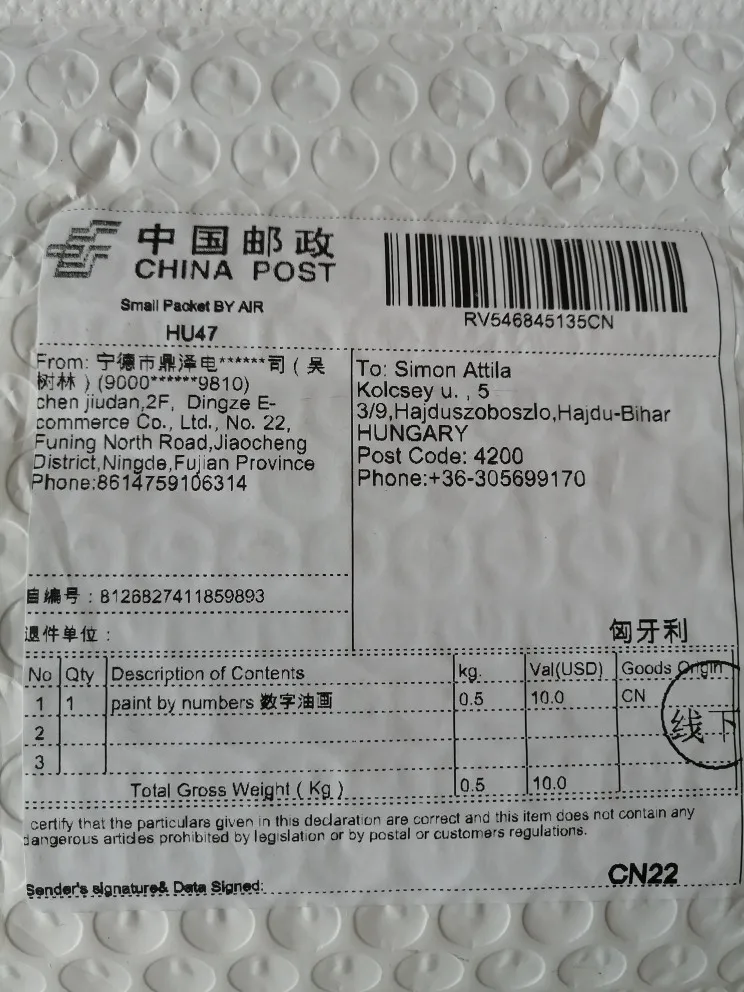 中国邮政
CHINA POST
Small Packet BY AIR
HU47
RV546845135CN
From: 宁德市鼎泽电******司 ( 吴
树林 ) (9000******9810)
chen jiudan,2F, Dingze E-
commerce Co., Ltd., No. 22,
Funing North Road,Jiaocheng
District,Ningde,Fujian Province
Phone:8614759106314
To: Simon Attila
Kolcsey u. , 5
3/9,Hajduszoboszlo,Hajdu-Bihar
HUNGARY
Post Code: 4200
Phone:+36-305699170
自编号 : 8126827411859893
退件单位 :
匈牙利
No Qty Description of Contents kg. Val(USD) Goods Origin
1 1 paint by numbers 数字油画 0.5 10.0 CN
2
3
线下
Total Gross Weight ( Kg ) 0.5 10.0
certify that the particulars given in this declaration are correct and this item does not contain any
dangerous articles prohibited by legislation or by postal or customers regulations.
Sender's signature& Data Signed:
CN22